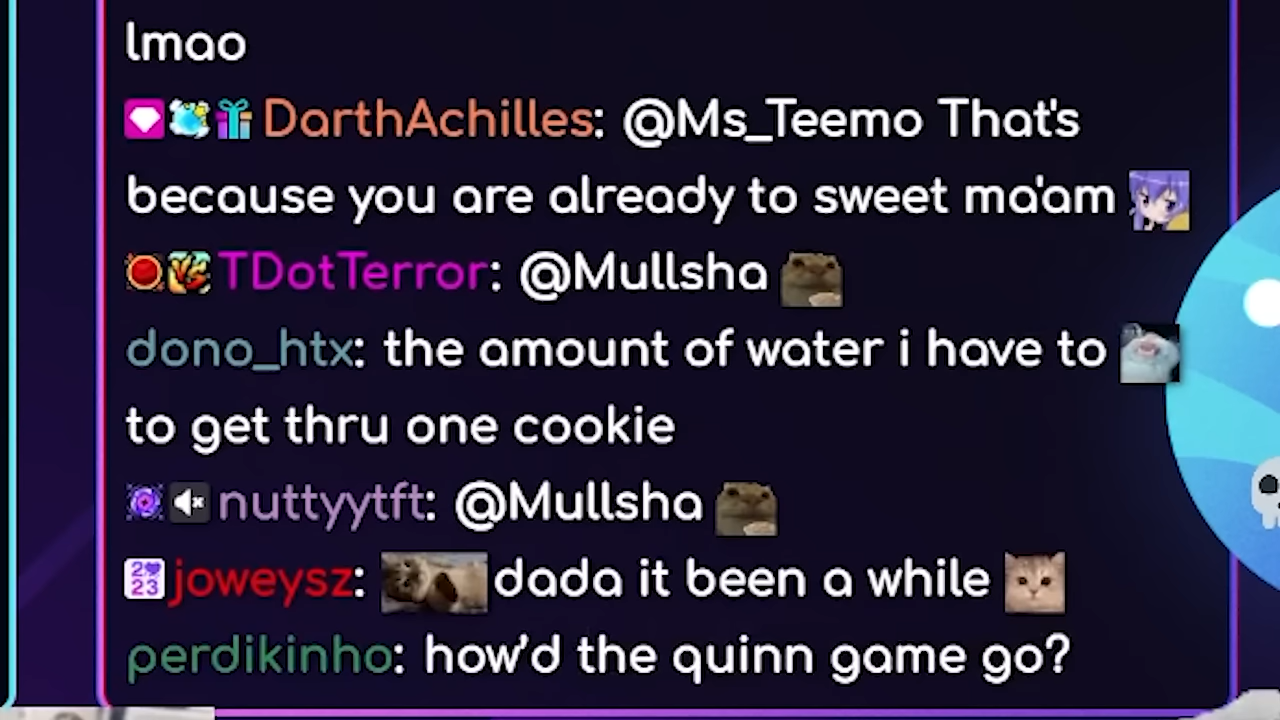 lmao
DarthAchilles: @Ms_Teemo That's
because you are already to sweet ma'am
TDotTerror: @Mullsha
dono_htx: the amount of water i have to
to get thru one cookie
nuttyytft: @Mullsha
2023 joweysz: dada it been a while
perdikinho: how'd the quinn game go?